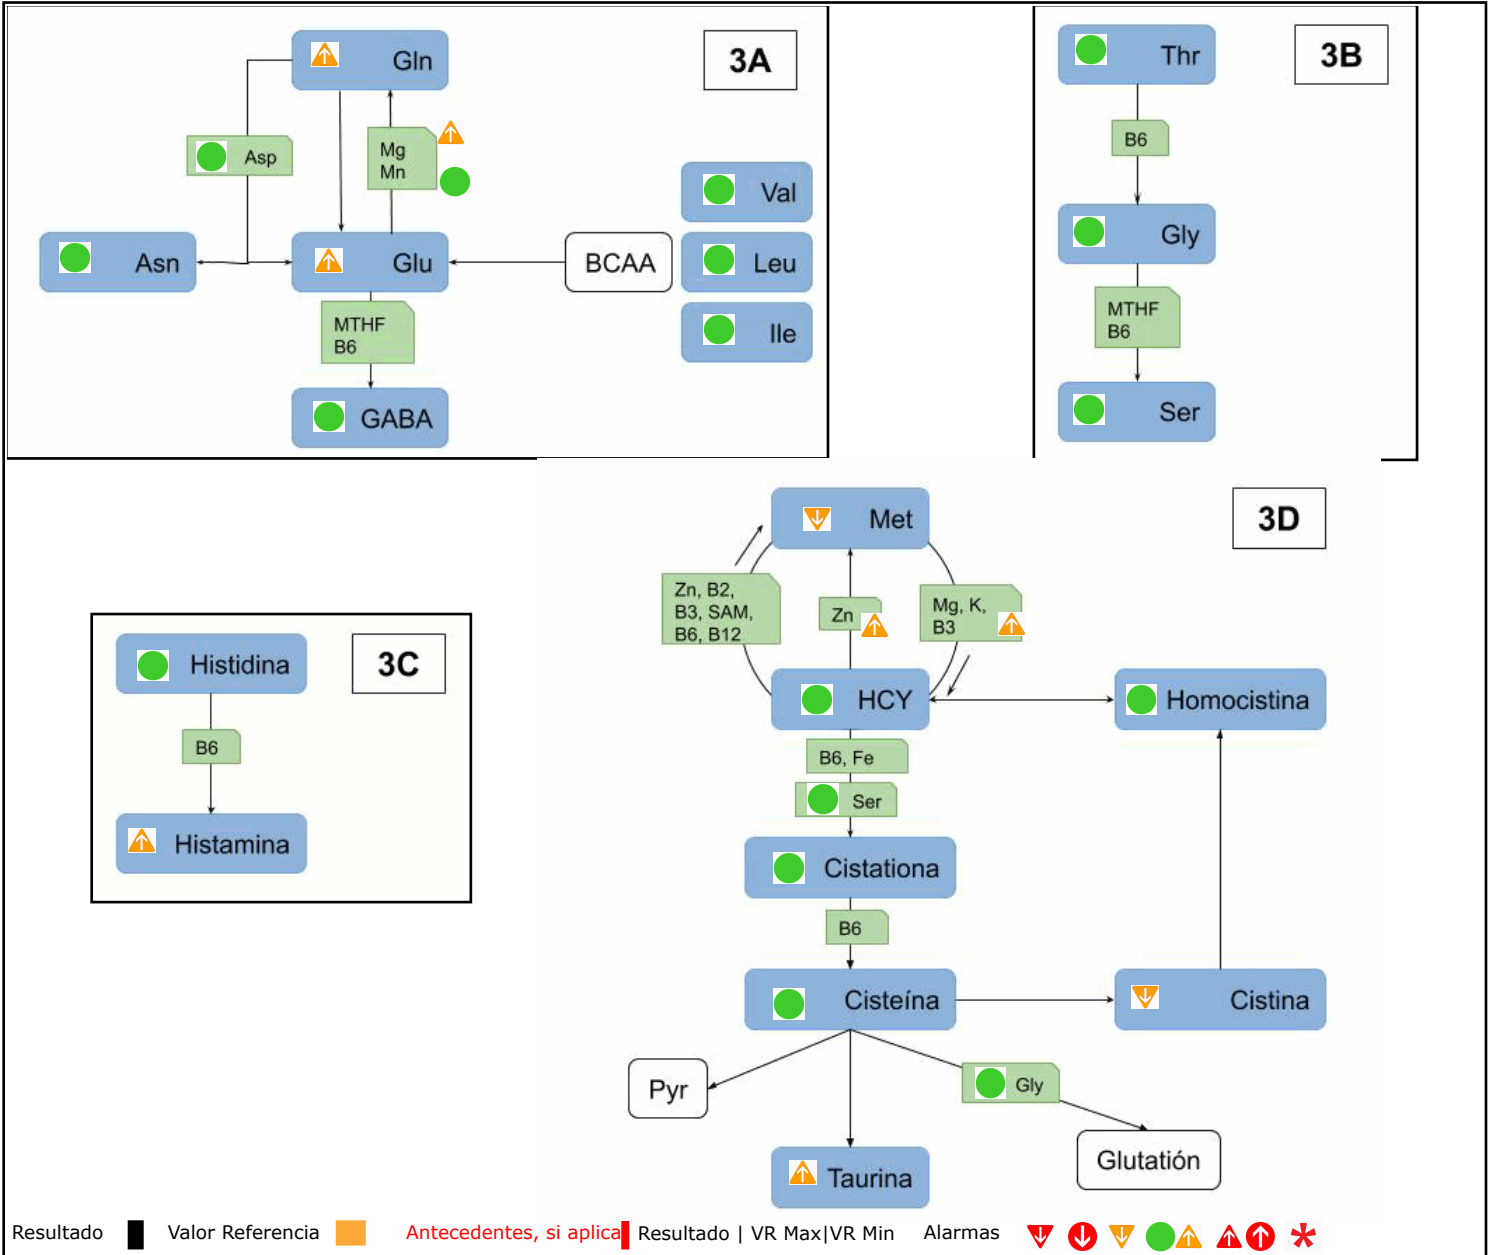 3A
Gln
Asp
Mg
Mn
Asn
Glu
BCAA
Val
Leu
Ile
MTHF
B6
GABA
3B
Thr
B6
Gly
MTHF
B6
Ser
3C
Histidina
B6
Histamina
3D
Met
Zn, B2,
B3, SAM,
B6, B12
Zn
Mg, K,
B3
HCY
Homocistina
B6, Fe
Ser
Cistationa
B6
Cisteína
Cistina
Pyr
Gly
Glutatión
Taurina
Resultado Valor Referencia Antecedentes, si aplica Resultado | VR Max|VR Min Alarmas